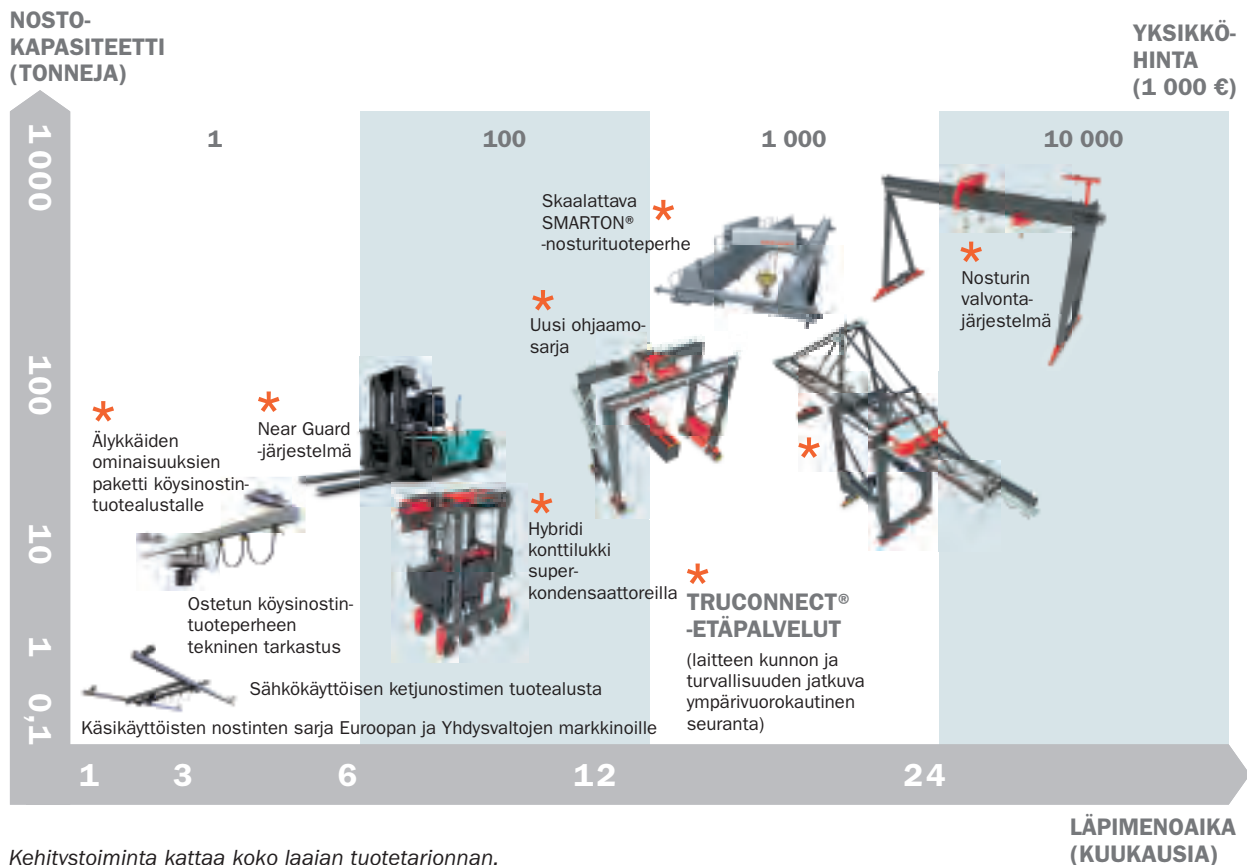 NOSTO-
KAPASITEETTI
(TONNEJA)
YKSIKKÖ-
HINTA
(1 000 €)
1 100 1 000 10 000
1 000
100
10
1
0,1
Skaalattava
SMARTON®
-nosturituoteperhe
Nosturin
valvonta-
järjestelmä
Uusi ohjaamo-
sarja
Near Guard
-järjestelmä
Älykkäiden
ominaisuuksien
paketti köysinostin-
tuotealustalle
Hybridi
konttilukki
super-
kondensaattoreilla
Ostetun köysinostin-
tuoteperheen
tekninen tarkastus
TRUCONNECT®
-ETÄPALVELUT
(laitteen kunnon ja
turvallisuuden jatkuva
ympärivuorokautinen
seuranta)
Sähkökäyttöisen ketjunostimen tuotealusta
Käsikäyttöisten nostinten sarja Euroopan ja Yhdysvaltojen markkinoille
1 3 6 12 24
LÄPIMENOAIKA
(KUUKAUSIA)
Kehitystoiminta kattaa koko laajan tuotetarjonnan.